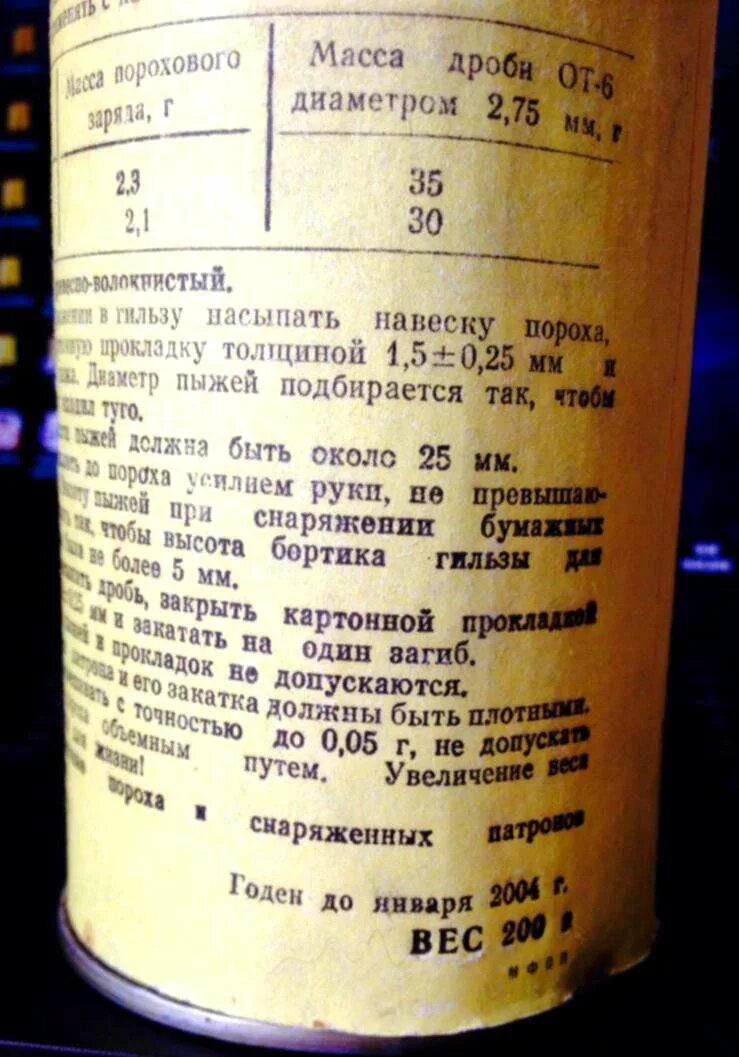 Масса порохового
заряда, г
Масса дроби ОТ-6
диаметром 2,75 мм, г
2,3 35
2,1 30
волокнистый.
в гильзу насыпать навеску пороха,
прокладку толщиной 1,5±0,25 мм и
Диаметр пыжей подбирается так, чтобы
туго.
пыжей должна быть около 25 мм.
до пороха усилием руки, не превышаю-
пыжей при снаряжении бумажных
так, чтобы высота бортика гильзы для
не более 5 мм.
дробь, закрыть картонной прокладкой
мм и закатать на один загиб.
и прокладок не допускаются.
и его закатка должны быть плотными.
с точностью до 0,05 г, не допускать
объемным путем. Увеличение веса
жизни!
пороха и снаряженных патронов
Годен до января 2004 г.
ВЕС 200 г